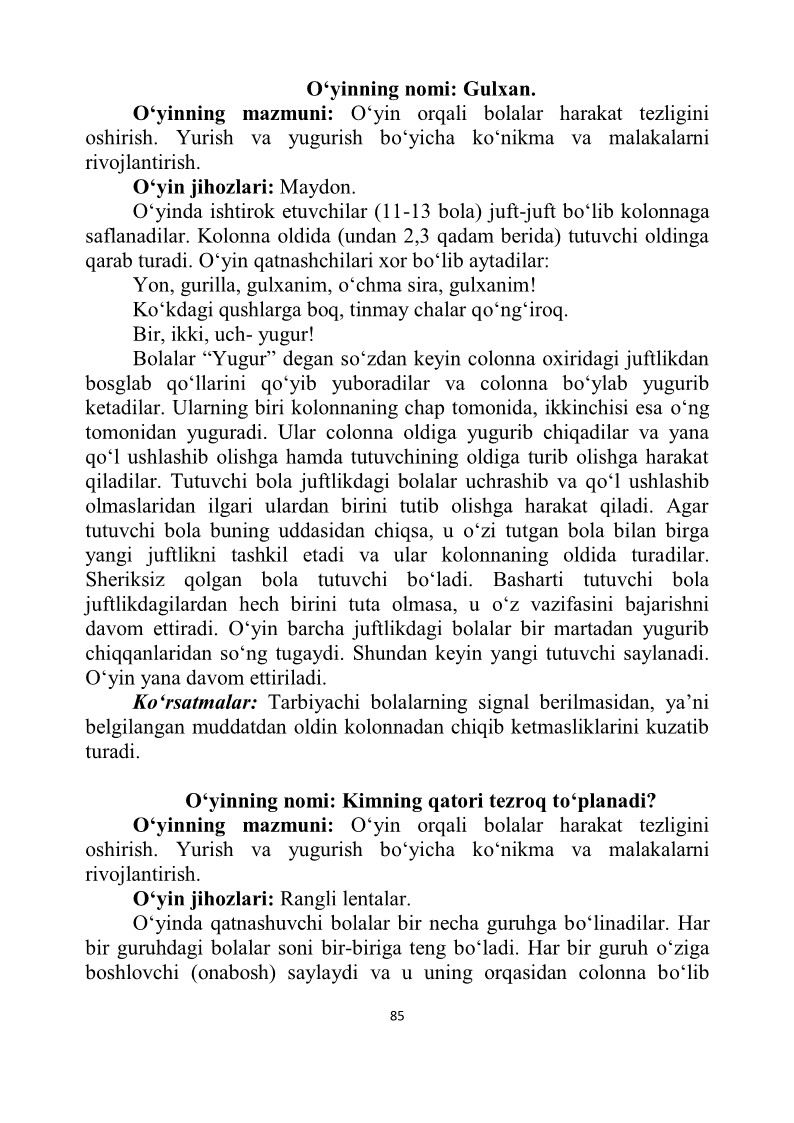 O‘yinning nomi: Gulxan.
O‘yinning mazmuni: O‘yin orqali bolalar harakat tezligini
oshirish. Yurish va yugurish bo‘yicha ko‘nikma va malakalarni
rivojlantirish.
O‘yin jihozlari: Maydon.
O‘yinda ishtirok etuvchilar (11-13 bola) juft-juft bo‘lib kolonnaga
saflanadilar. Kolonna oldida (undan 2,3 qadam berida) tutuvchi oldinga
qarab turadi. O‘yin qatnashchilari xor bo‘lib aytadilar:
Yon, gurilla, gulxanim, o‘chma sira, gulxanim!
Ko‘kdagi qushlarga boq, tinmay chalar qo‘ng‘iroq.
Bir, ikki, uch- yugur!
Bolalar “Yugur” degan so‘zdan keyin colonna oxiridagi juftlikdan
bosglab qo‘llarini qo‘yib yuboradilar va colonna bo‘ylab yugurib
ketadilar. Ularning biri kolonnaning chap tomonida, ikkinchisi esa o‘ng
tomonidan yuguradi. Ular colonna oldiga yugurib chiqadilar va yana
qo‘l ushlashib olishga hamda tutuvchining oldiga turib olishga harakat
qiladilar. Tutuvchi bola juftlikdagi bolalar uchrashib va qo‘l ushlashib
olmaslaridan ilgari ulardan birini tutib olishga harakat qiladi. Agar
tutuvchi bola buning uddasidan chiqsa, u o‘zi tutgan bola bilan birga
yangi juftlikni tashkil etadi va ular kolonnaning oldida turadilar.
Sheriksiz qolgan bola tutuvchi bo‘ladi. Basharti tutuvchi bola
juftlikdagilardan hech birini tuta olmasa, u o‘z vazifasini bajarishni
davom ettiradi. O‘yin barcha juftlikdagi bolalar bir martadan yugurib
chiqqanlaridan so‘ng tugaydi. Shundan keyin yangi tutuvchi saylanadi.
O‘yin yana davom ettiriladi.
Ko‘rsatmalar: Tarbiyachi bolalarning signal berilmasidan, ya’ni
belgilangan muddatdan oldin kolonnadan chiqib ketmasliklarini kuzatib
turadi.
O‘yinning nomi: Kimning qatori tezroq to‘planadi?
O‘yinning mazmuni: O‘yin orqali bolalar harakat tezligini
oshirish. Yurish va yugurish bo‘yicha ko‘nikma va malakalarni
rivojlantirish.
O‘yin jihozlari: Rangli lentalar.
O‘yinda qatnashuvchi bolalar bir necha guruhga bo‘linadilar. Har
bir guruhdagi bolalar soni bir-biriga teng bo‘ladi. Har bir guruh o‘ziga
boshlovchi (onabosh) saylaydi va u uning orqasidan colonna bo‘lib
85